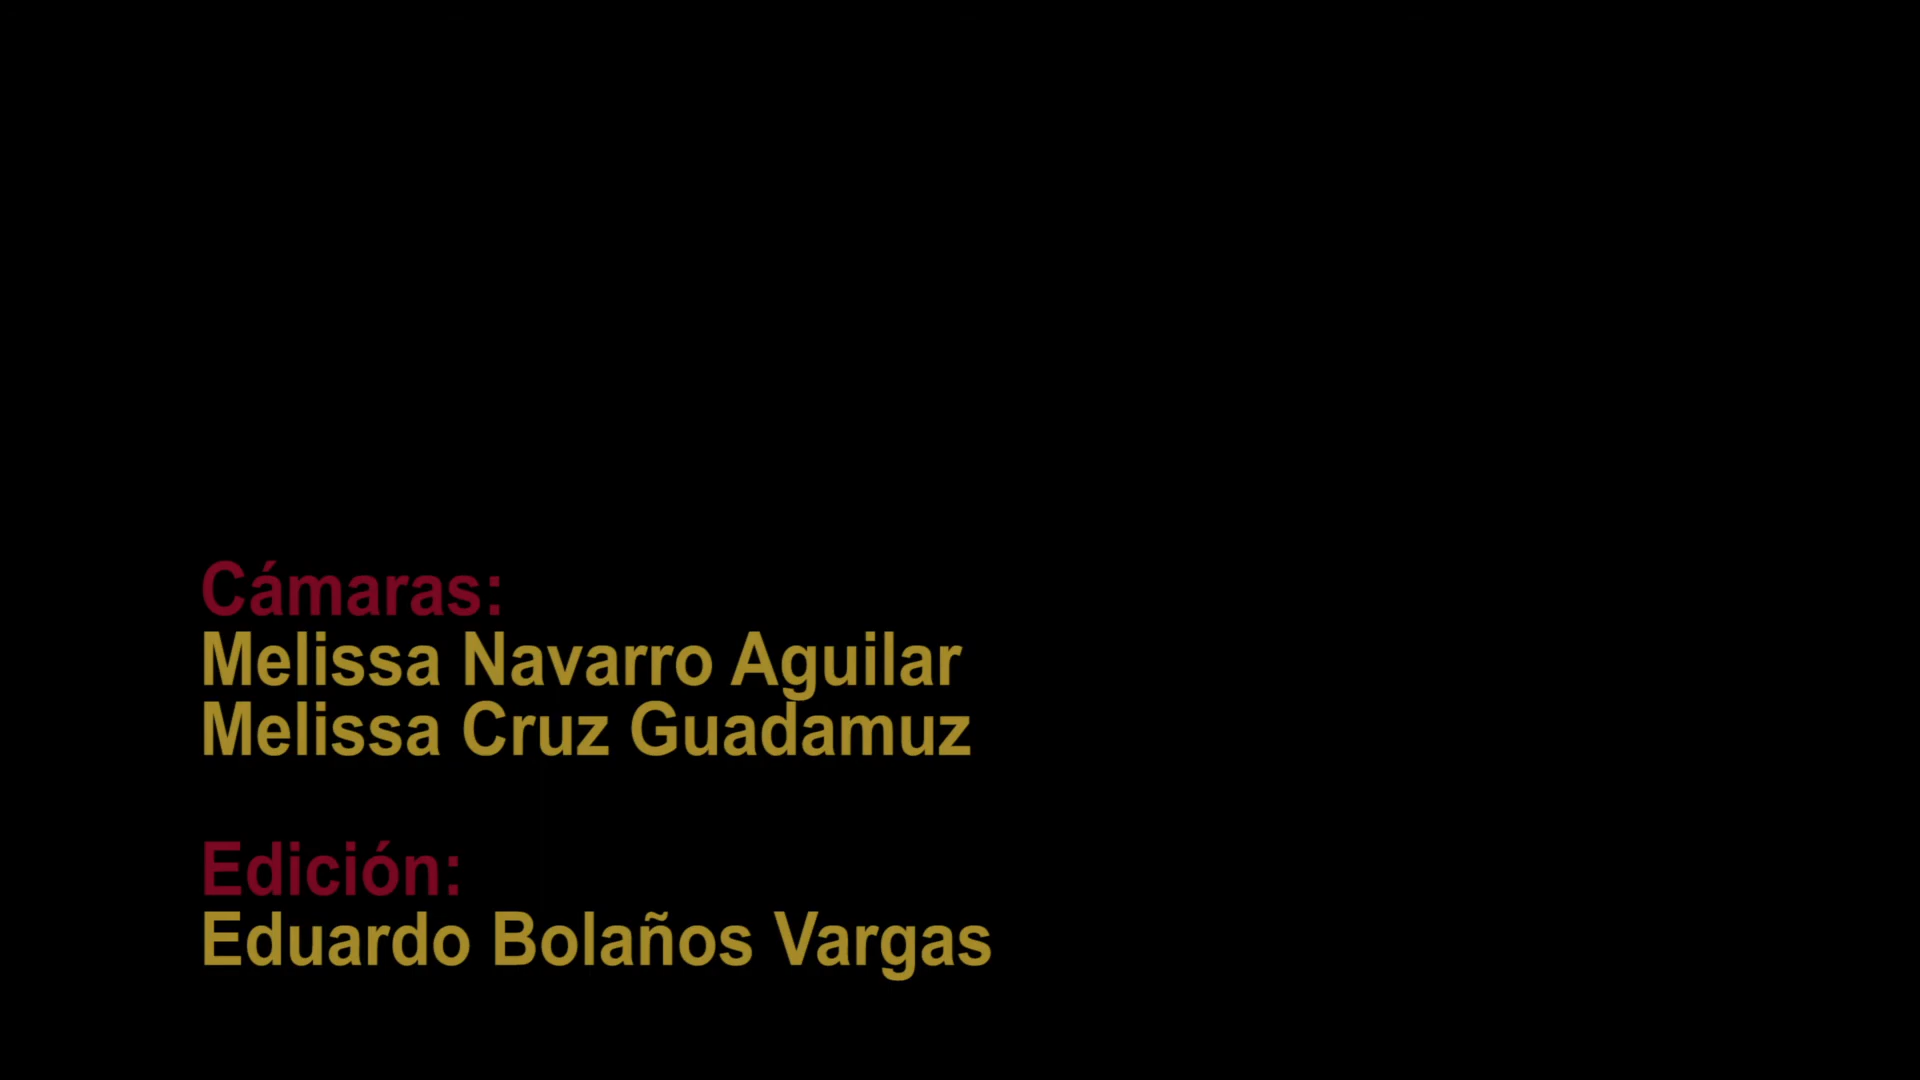 Cámaras:
Melissa Navarro Aguilar
Melissa Cruz Guadamuz
Edición:
Eduardo Bolaños Vargas